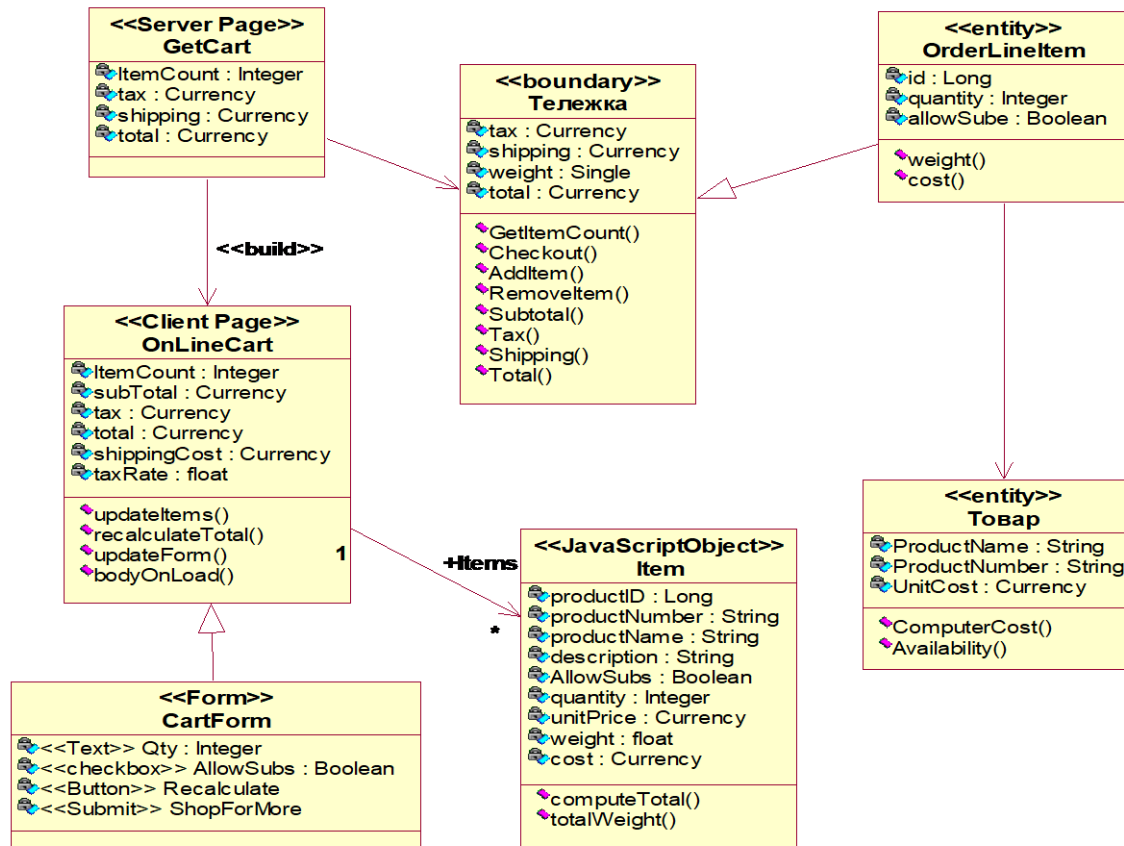 <<Server Page>>
GetCart
ItemCount : Integer
tax : Currency
shipping : Currency
total : Currency
<<boundary>>
Тележка
tax : Currency
shipping : Currency
weight : Single
total : Currency
GetItemCount()
Checkout()
AddItem()
RemoveItem()
Subtotal()
Tax()
Shipping()
Total()
<<entity>>
OrderLineItem
id : Long
quantity : Integer
allowSube : Boolean
weight()
cost()
<<build>>
<<Client Page>>
OnLineCart
ItemCount : Integer
subTotal : Currency
tax : Currency
total : Currency
shippingCost : Currency
taxRate : float
updateItems()
recalculateTotal()
updateForm()
bodyOnLoad()
1
+Items
*
<<JavaScriptObject>>
Item
productID : Long
productNumber : String
productName : String
description : String
AllowSubs : Boolean
quantity : Integer
unitPrice : Currency
weight : float
cost : Currency
computeTotal()
totalWeight()
<<entity>>
Товар
ProductName : String
ProductNumber : String
UnitCost : Currency
ComputerCost()
Availability()
<<Form>>
CartForm
<<Text>> Qty : Integer
<<checkbox>> AllowSubs : Boolean
<<Button>> Recalculate
<<Submit>> ShopForMore